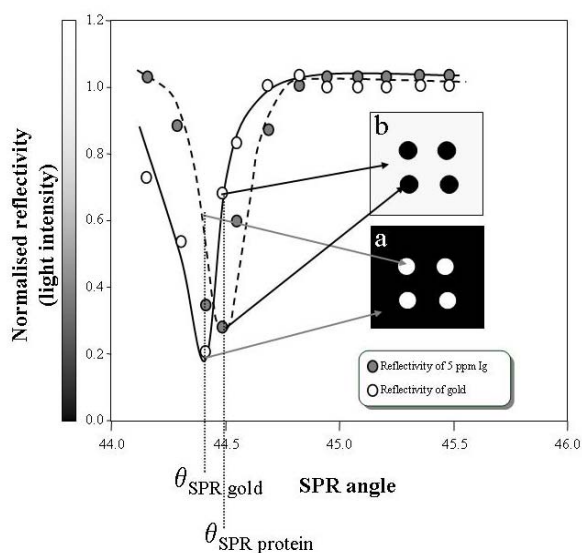 1.2
1.0
0.8
0.6
0.4
0.2
0.0
Normalised reflectivity
(light intensity)
b
a
Reflectivity of 5 ppm Ig
Reflectivity of gold
44.0
44.5
45.0
45.5
46.0
θSPR gold
SPR angle
θSPR protein